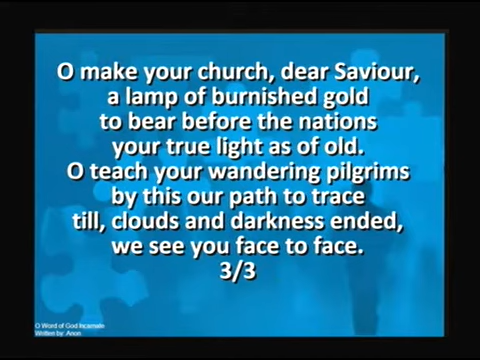 O make your church, dear Saviour,
a lamp of burnished gold
to bear before the nations
your true light as of old.
O teach your wandering pilgrims
by this our path to trace
till, clouds and darkness ended,
we see you face to face.
3/3
O Word of God Incarnate
Written by: Anon